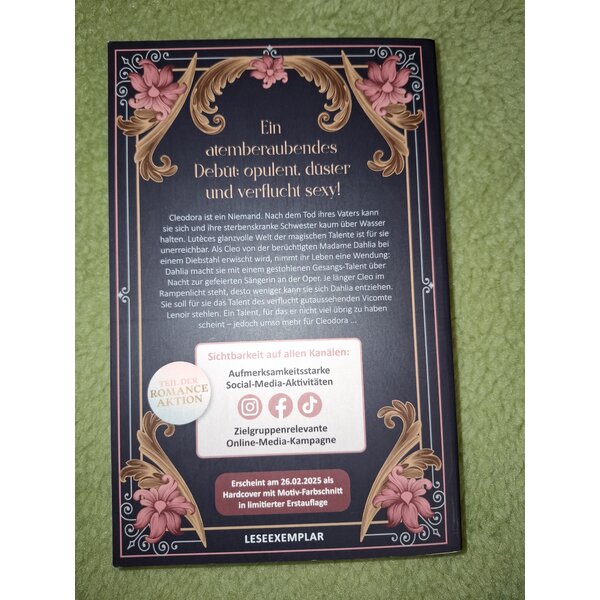 Ein
atemberaubendes
Debüt: opulent, düster
und verflucht sexy!
Cleodora ist ein Niemand. Nach dem Tod ihres Vaters kann
sie sich und ihre sterbenskranke Schwester kaum über Wasser
halten. Lutèces glanzvolle Welt der magischen Talente ist für sie
unerreichbar. Als Cleo von der berüchtigten Madame Dahlia bei
einem Diebstahl erwischt wird, nimmt ihr Leben eine Wendung:
Dahlia macht sie mit einem gestohlenen Gesangs-Talent über
Nacht zur gefeierten Sängerin an der Oper. Je länger Cleo im
Rampenlicht steht, desto weniger kann sie sich Dahlia entziehen.
Sie soll für sie das Talent des verflucht gutaussehenden Vicomte
Lenoir stehlen. Ein Talent, für das er nicht viel übrig zu haben
scheint – jedoch umso mehr für Cleodora ...
Sichtbarkeit auf allen Kanälen:
Aufmerksamkeitsstarke
Social-Media-Aktivitäten
Zielgruppenrelevante
Online-Media-Kampagne
TEIL DER
ROMANCE
AKTION
Erscheint am 26.02.2025 als
Hardcover mit Motiv-Farbschnitt
in limitierter Erstauflage
LESEEXEMPLAR